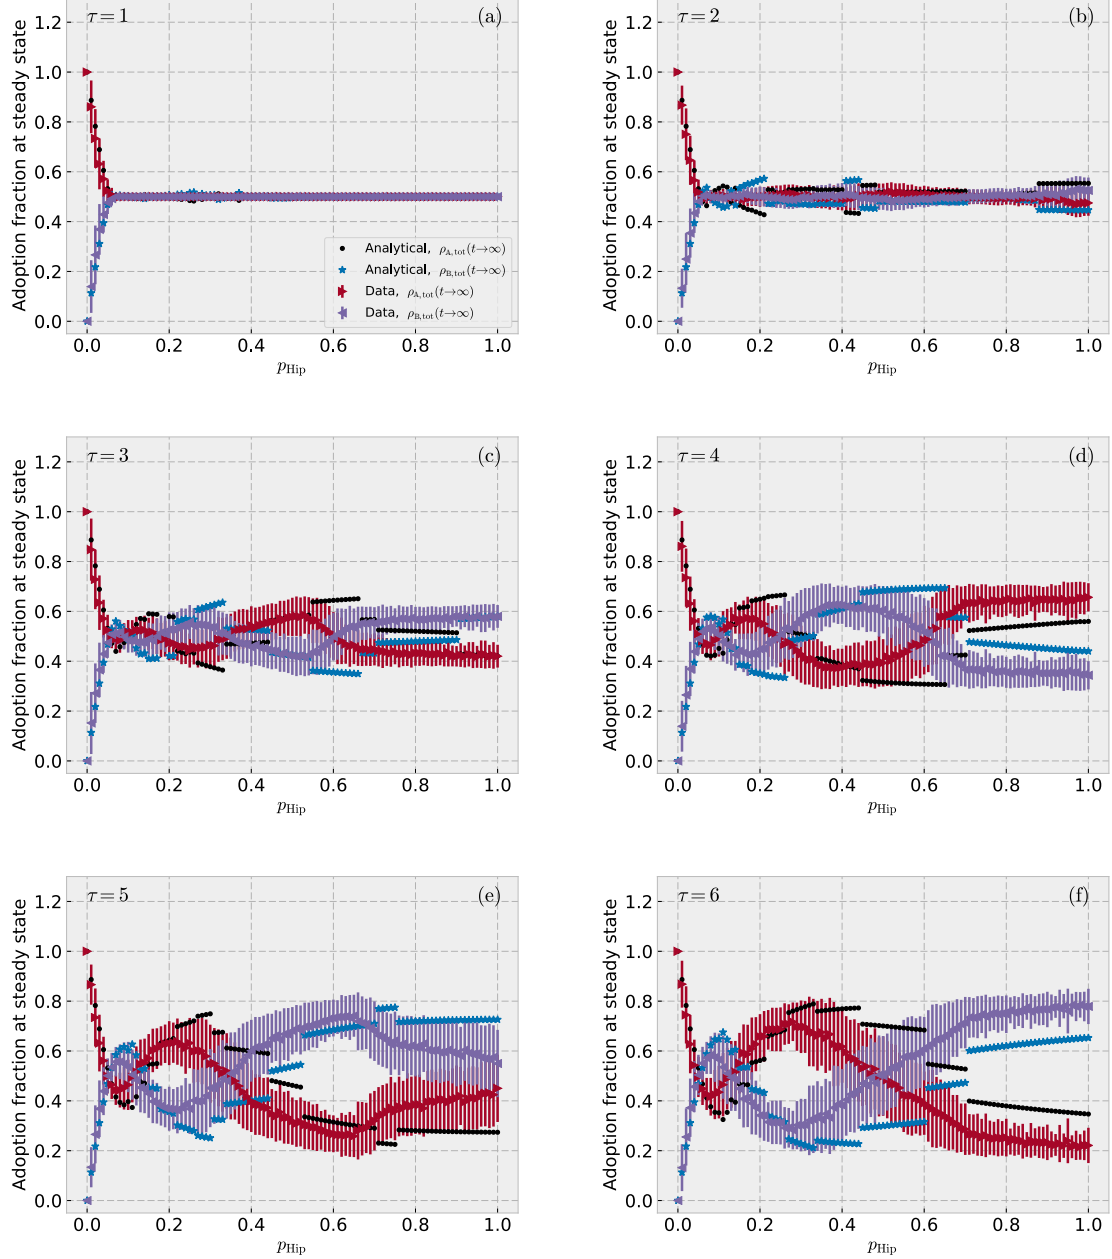 τ = 1
(a)
Adoption fraction at steady state
1.2
1.0
0.8
0.6
0.4
0.2
0.0
Analytical, ρA,tot(t→∞)
Analytical, ρB,tot(t→∞)
Data, ρA,tot(t→∞)
Data, ρB,tot(t→∞)
0.0 0.2 0.4 0.6 0.8 1.0
pHip
τ = 2
(b)
Adoption fraction at steady state
1.2
1.0
0.8
0.6
0.4
0.2
0.0
0.0 0.2 0.4 0.6 0.8 1.0
pHip
τ = 3
(c)
Adoption fraction at steady state
1.2
1.0
0.8
0.6
0.4
0.2
0.0
0.0 0.2 0.4 0.6 0.8 1.0
pHip
τ = 4
(d)
Adoption fraction at steady state
1.2
1.0
0.8
0.6
0.4
0.2
0.0
0.0 0.2 0.4 0.6 0.8 1.0
pHip
τ = 5
(e)
Adoption fraction at steady state
1.2
1.0
0.8
0.6
0.4
0.2
0.0
0.0 0.2 0.4 0.6 0.8 1.0
pHip
τ = 6
(f)
Adoption fraction at steady state
1.2
1.0
0.8
0.6
0.4
0.2
0.0
0.0 0.2 0.4 0.6 0.8 1.0
pHip